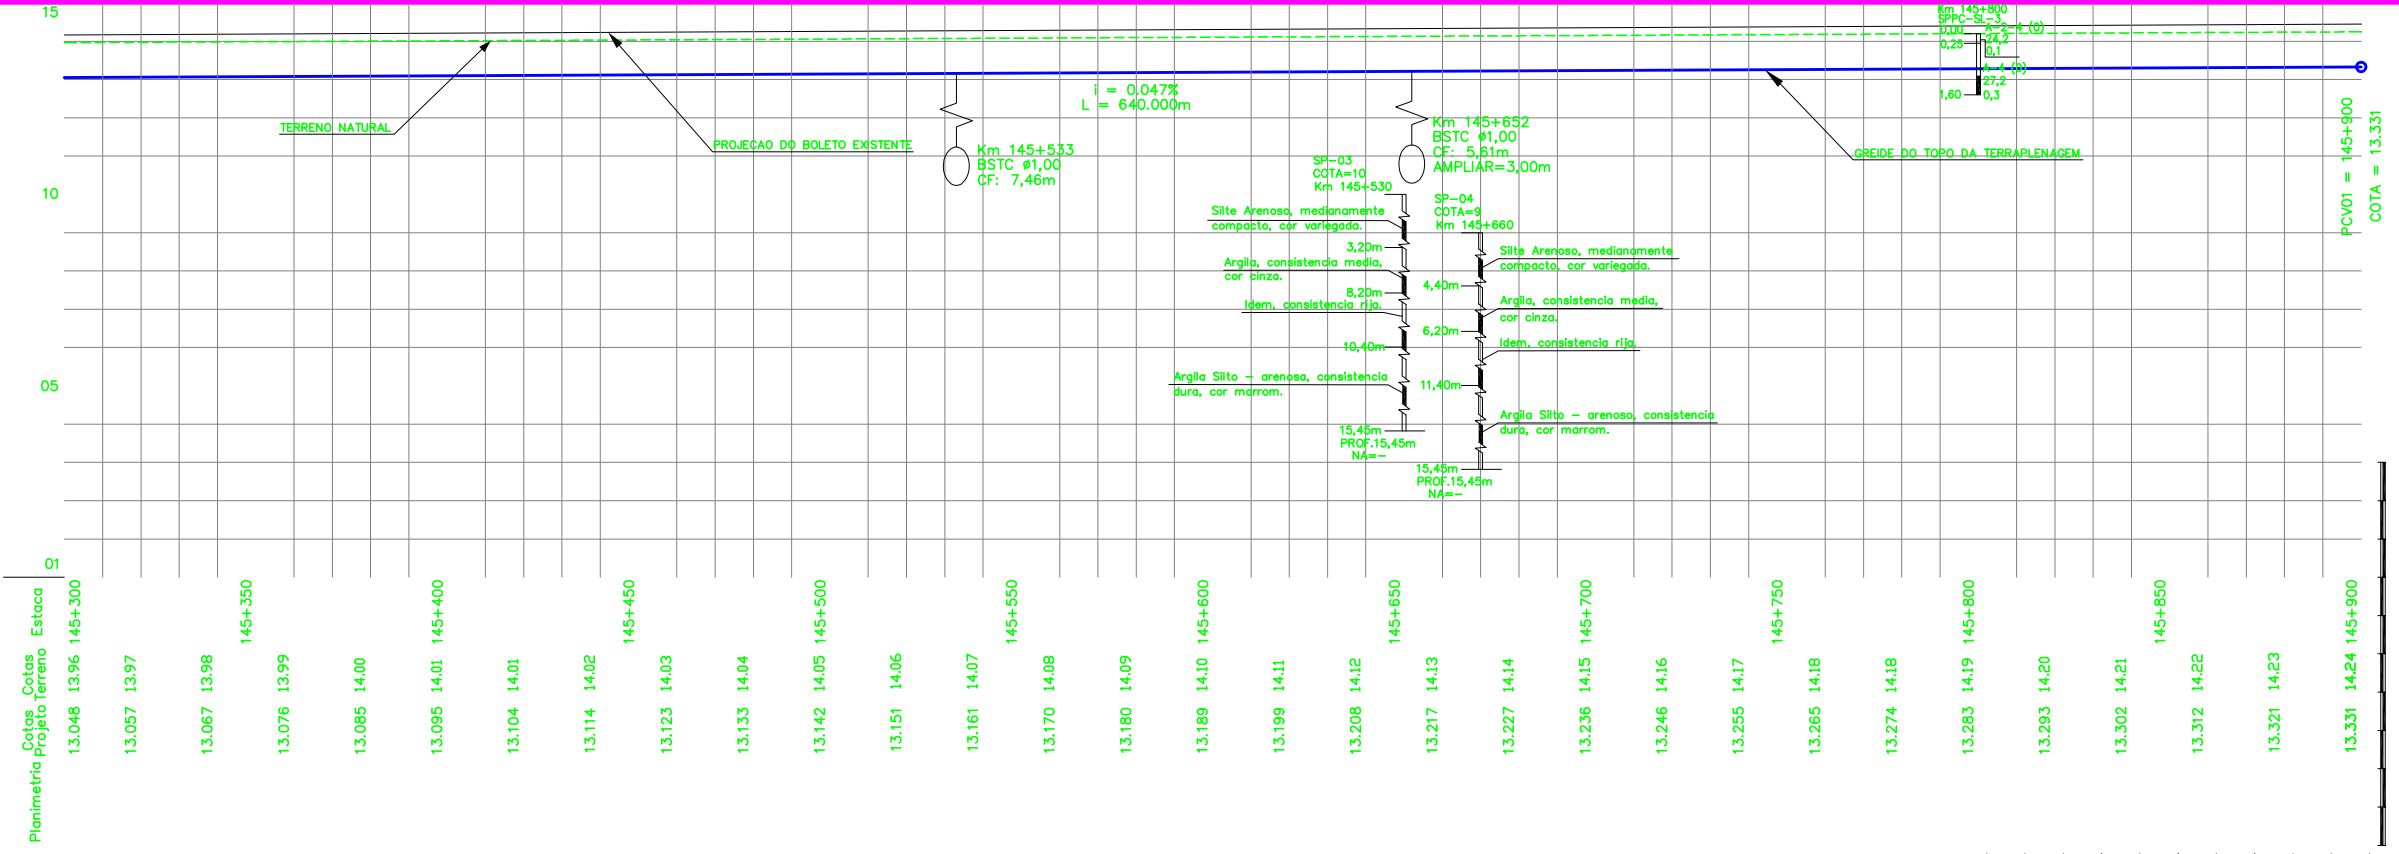 15
10
05
01
TERRENO NATURAL
PROJECAO DO BOLETO EXISTENTE
Km 145+533
BSTC ø1,00
CF: 7,46m
i = 0.047%
L = 640.000m
Km 145+652
BSTC ø1,00
CF: 5,61m
AMPLIAR=3,00m
GREIDE DO TOPO DA TERRAPLENAGEM
Km 145+800
SPPC-SL-3
0,00
A-2-4 (0)
0,25
24,2
0,1
A-4 (0)
27,2
1,60
0,3
PCV01 = 145+900
COTA = 13.331
SP-03
COTA=10
Km 145+530
Silte Arenoso, medianamente
compacto, cor variegada.
3,20m
Argila, consistencia media,
cor cinza.
8,20m
Idem, consistencia rija.
10,40m
Argila Silto - arenosa, consistencia
dura, cor marrom.
15,45m
PROF.15,45m
NA=-
SP-04
COTA=9
Km 145+660
Silte Arenoso, medianamente
compacto, cor variegada.
4,40m
Argila, consistencia media,
cor cinza.
6,20m
Idem, consistencia rija.
11,40m
Argila Silto - arenoso, consistencia
dura, cor marrom.
15,45m
PROF.15,45m
NA=-
Estaca
145+300 145+350 145+400 145+450 145+500 145+550 145+600 145+650 145+700 145+750 145+800 145+850 145+900
Cotas Terreno
13.96 13.97 13.98 13.99 14.00 14.01 14.01 14.02 14.03 14.04 14.05 14.06 14.07 14.08 14.09 14.10 14.11 14.12 14.13 14.14 14.15 14.16 14.17 14.18 14.18 14.19 14.20 14.21 14.22 14.23 14.24
Cotas Projeto
13.048 13.057 13.067 13.076 13.085 13.095 13.104 13.114 13.123 13.133 13.142 13.151 13.161 13.170 13.180 13.189 13.199 13.208 13.217 13.227 13.236 13.246 13.255 13.265 13.274 13.283 13.293 13.302 13.312 13.321 13.331
Planimetria